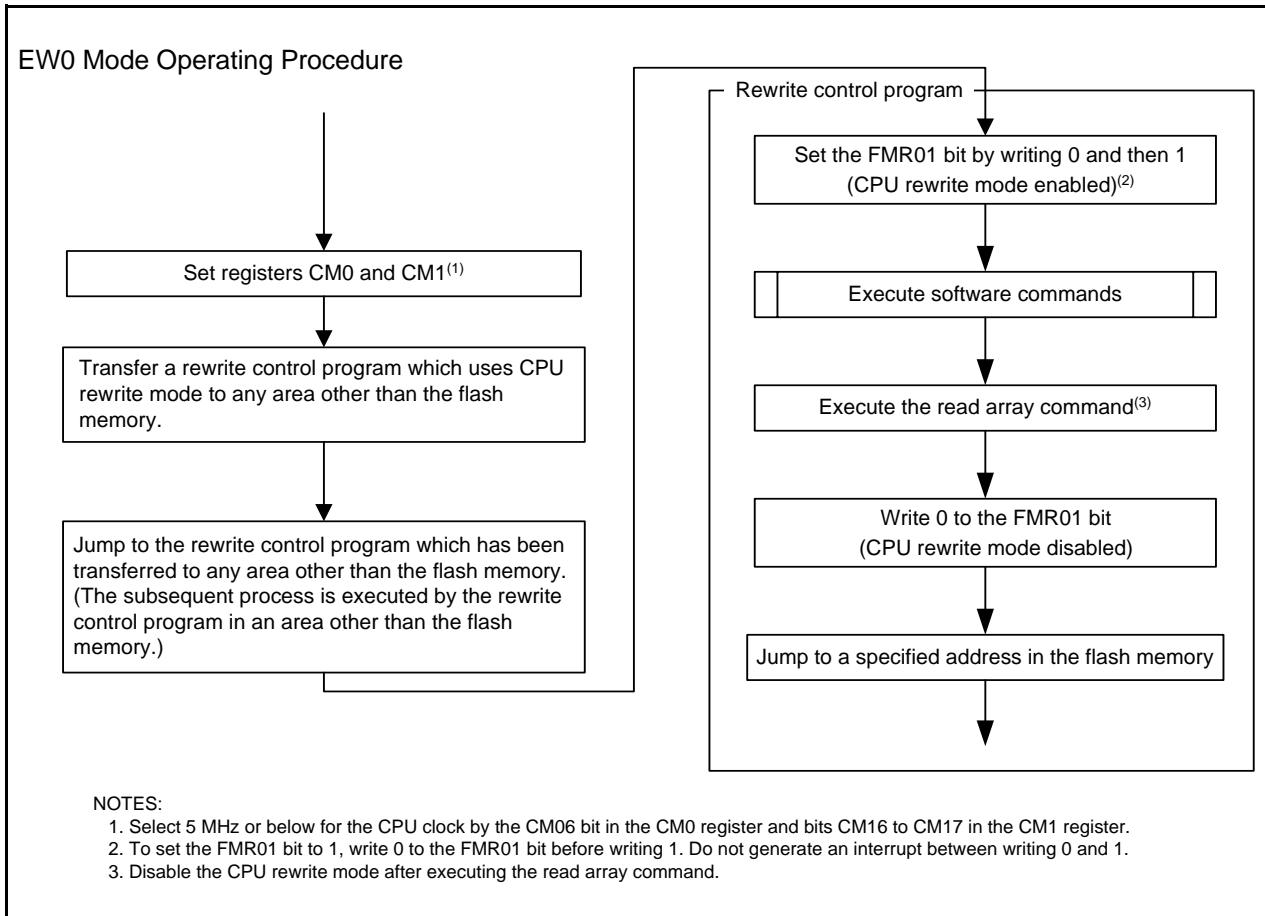 EW0 Mode Operating Procedure
Set registers CM0 and CM1(1)
Transfer a rewrite control program which uses CPU
rewrite mode to any area other than the flash
memory.
Jump to the rewrite control program which has been
transferred to any area other than the flash memory.
(The subsequent process is executed by the rewrite
control program in an area other than the flash
memory.)
Rewrite control program
Set the FMR01 bit by writing 0 and then 1
(CPU rewrite mode enabled)(2)
Execute software commands
Execute the read array command(3)
Write 0 to the FMR01 bit
(CPU rewrite mode disabled)
Jump to a specified address in the flash memory
NOTES:
1. Select 5 MHz or below for the CPU clock by the CM06 bit in the CM0 register and bits CM16 to CM17 in the CM1 register.
2. To set the FMR01 bit to 1, write 0 to the FMR01 bit before writing 1. Do not generate an interrupt between writing 0 and 1.
3. Disable the CPU rewrite mode after executing the read array command.